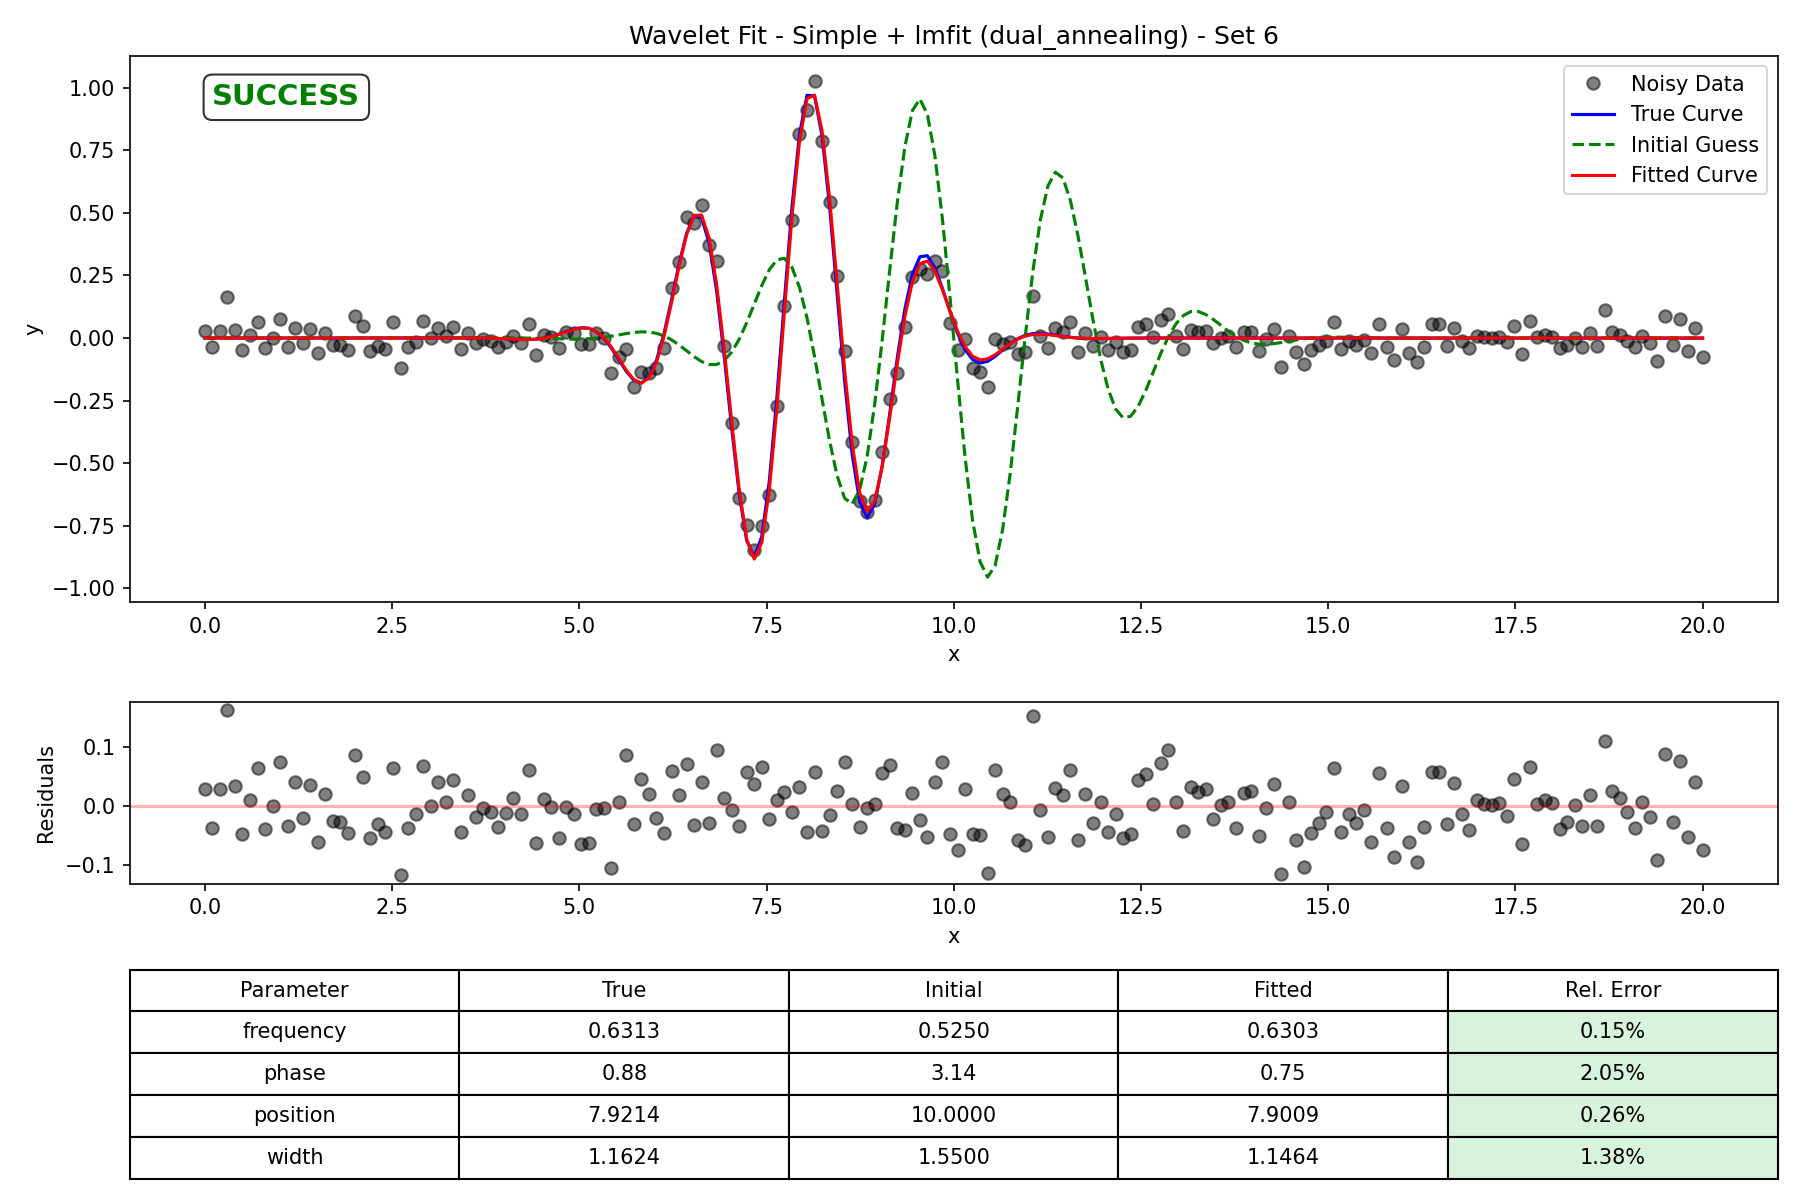 Wavelet Fit - Simple + lmfit (dual_annealing) - Set 6
SUCCESS
Noisy Data
True Curve
Initial Guess
Fitted Curve
1.00
0.75
0.50
0.25
0.00
−0.25
−0.50
−0.75
−1.00
y
0.0 2.5 5.0 7.5 10.0 12.5 15.0 17.5 20.0
x
0.1
0.0
−0.1
Residuals
0.0 2.5 5.0 7.5 10.0 12.5 15.0 17.5 20.0
x
Parameter True Initial Fitted Rel. Error
frequency 0.6313 0.5250 0.6303 0.15%
phase 0.88 3.14 0.75 2.05%
position 7.9214 10.0000 7.9009 0.26%
width 1.1624 1.5500 1.1464 1.38%